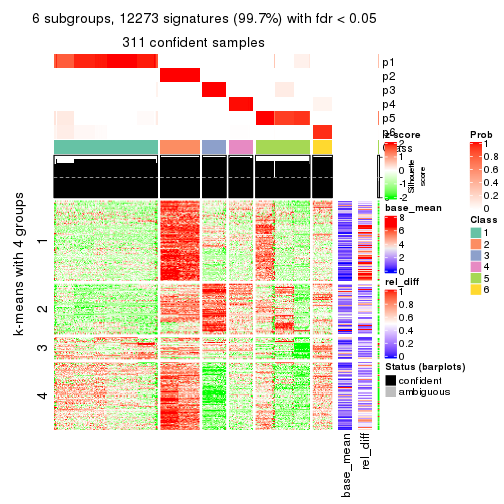 6 subgroups, 12273 signatures (99.7%) with fdr < 0.05
311 confident samples
p1
p2
p3
p4
p5
p6
Class
Silhouette
score
k-means with 4 groups
1
2
3
4
base_mean
rel_diff
z-score
2
1
0
-1
-2
base_mean
8
6
4
2
0
rel_diff
1
0.8
0.6
0.4
0.2
0
Status (barplots)
confident
ambiguous
Prob
1
0.8
0.6
0.4
0.2
0
Class
1
2
3
4
5
6